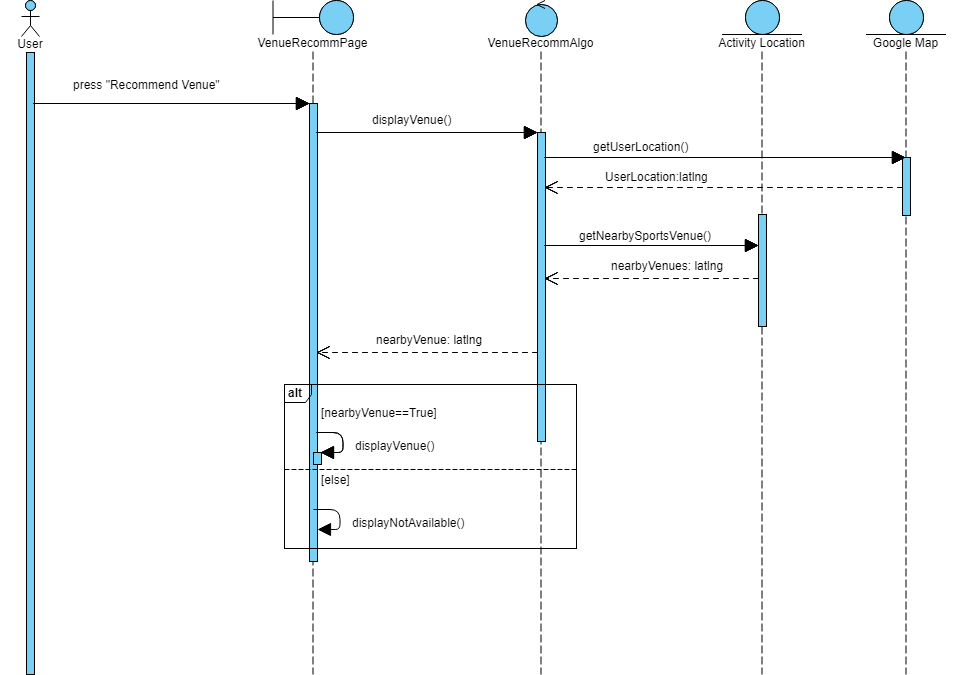 User
VenueRecommPage
VenueRecommAlgo
Activity Location
Google Map
press "Recommend Venue"
displayVenue()
getUserLocation()
UserLocation:latlng
getNearbySportsVenue()
nearbyVenues: latlng
nearbyVenue: latlng
alt
[nearbyVenue==True]
displayVenue()
[else]
displayNotAvailable()